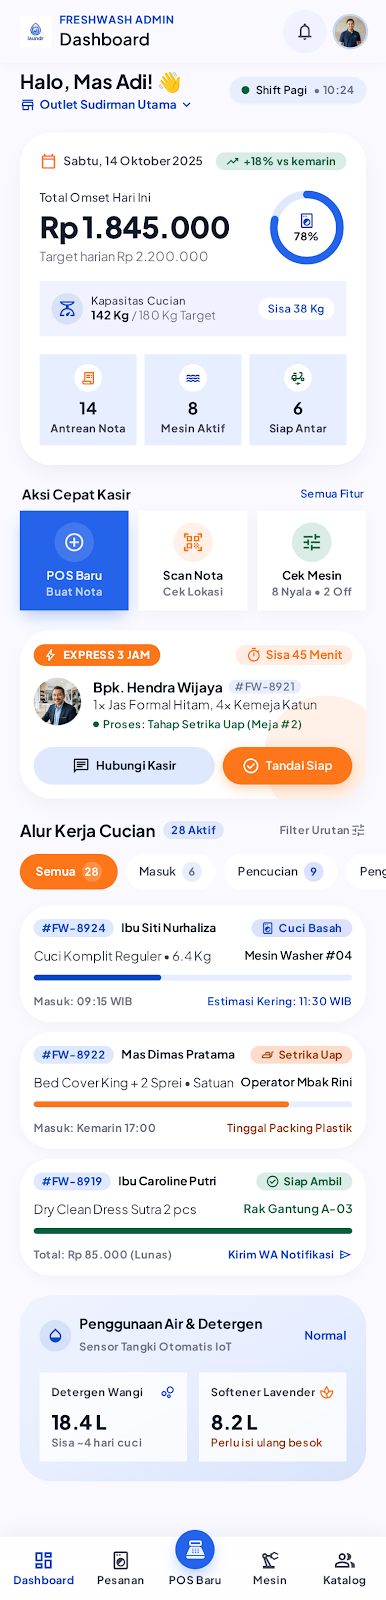 FRESHWASH ADMIN
Dashboard
laundir
Halo, Mas Adi! 👋
Outlet Sudirman Utama
Shift Pagi • 10:24
Sabtu, 14 Oktober 2025
+18% vs kemarin
Total Omset Hari Ini
Rp 1.845.000
Target harian Rp 2.200.000
78%
Kapasitas Cucian
142 Kg / 180 Kg Target
Sisa 38 Kg
14
Antrean Nota
8
Mesin Aktif
6
Siap Antar
Aksi Cepat Kasir
Semua Fitur
POS Baru
Buat Nota
Scan Nota
Cek Lokasi
Cek Mesin
8 Nyala • 2 Off
EXPRESS 3 JAM
Sisa 45 Menit
Bpk. Hendra Wijaya #FW-8921
1x Jas Formal Hitam, 4x Kemeja Katun
Proses: Tahap Setrika Uap (Meja #2)
Hubungi Kasir
Tandai Siap
Alur Kerja Cucian 28 Aktif
Filter Urutan
Semua 28
Masuk 6
Pencucian 9
Peng
#FW-8924 Ibu Siti Nurhaliza
Cuci Basah
Cuci Komplit Reguler • 6.4 Kg
Mesin Washer #04
Masuk: 09:15 WIB
Estimasi Kering: 11:30 WIB
#FW-8922 Mas Dimas Pratama
Setrika Uap
Bed Cover King + 2 Sprei • Satuan
Operator Mbak Rini
Masuk: Kemarin 17:00
Tinggal Packing Plastik
#FW-8919 Ibu Caroline Putri
Siap Ambil
Dry Clean Dress Sutra 2 pcs
Rak Gantung A-03
Total: Rp 85.000 (Lunas)
Kirim WA Notifikasi
Penggunaan Air & Detergen
Sensor Tangki Otomatis IoT
Normal
Detergen Wangi
18.4 L
Sisa ~4 hari cuci
Softener Lavender
8.2 L
Perlu isi ulang besok
Dashboard
Pesanan
POS Baru
Mesin
Katalog